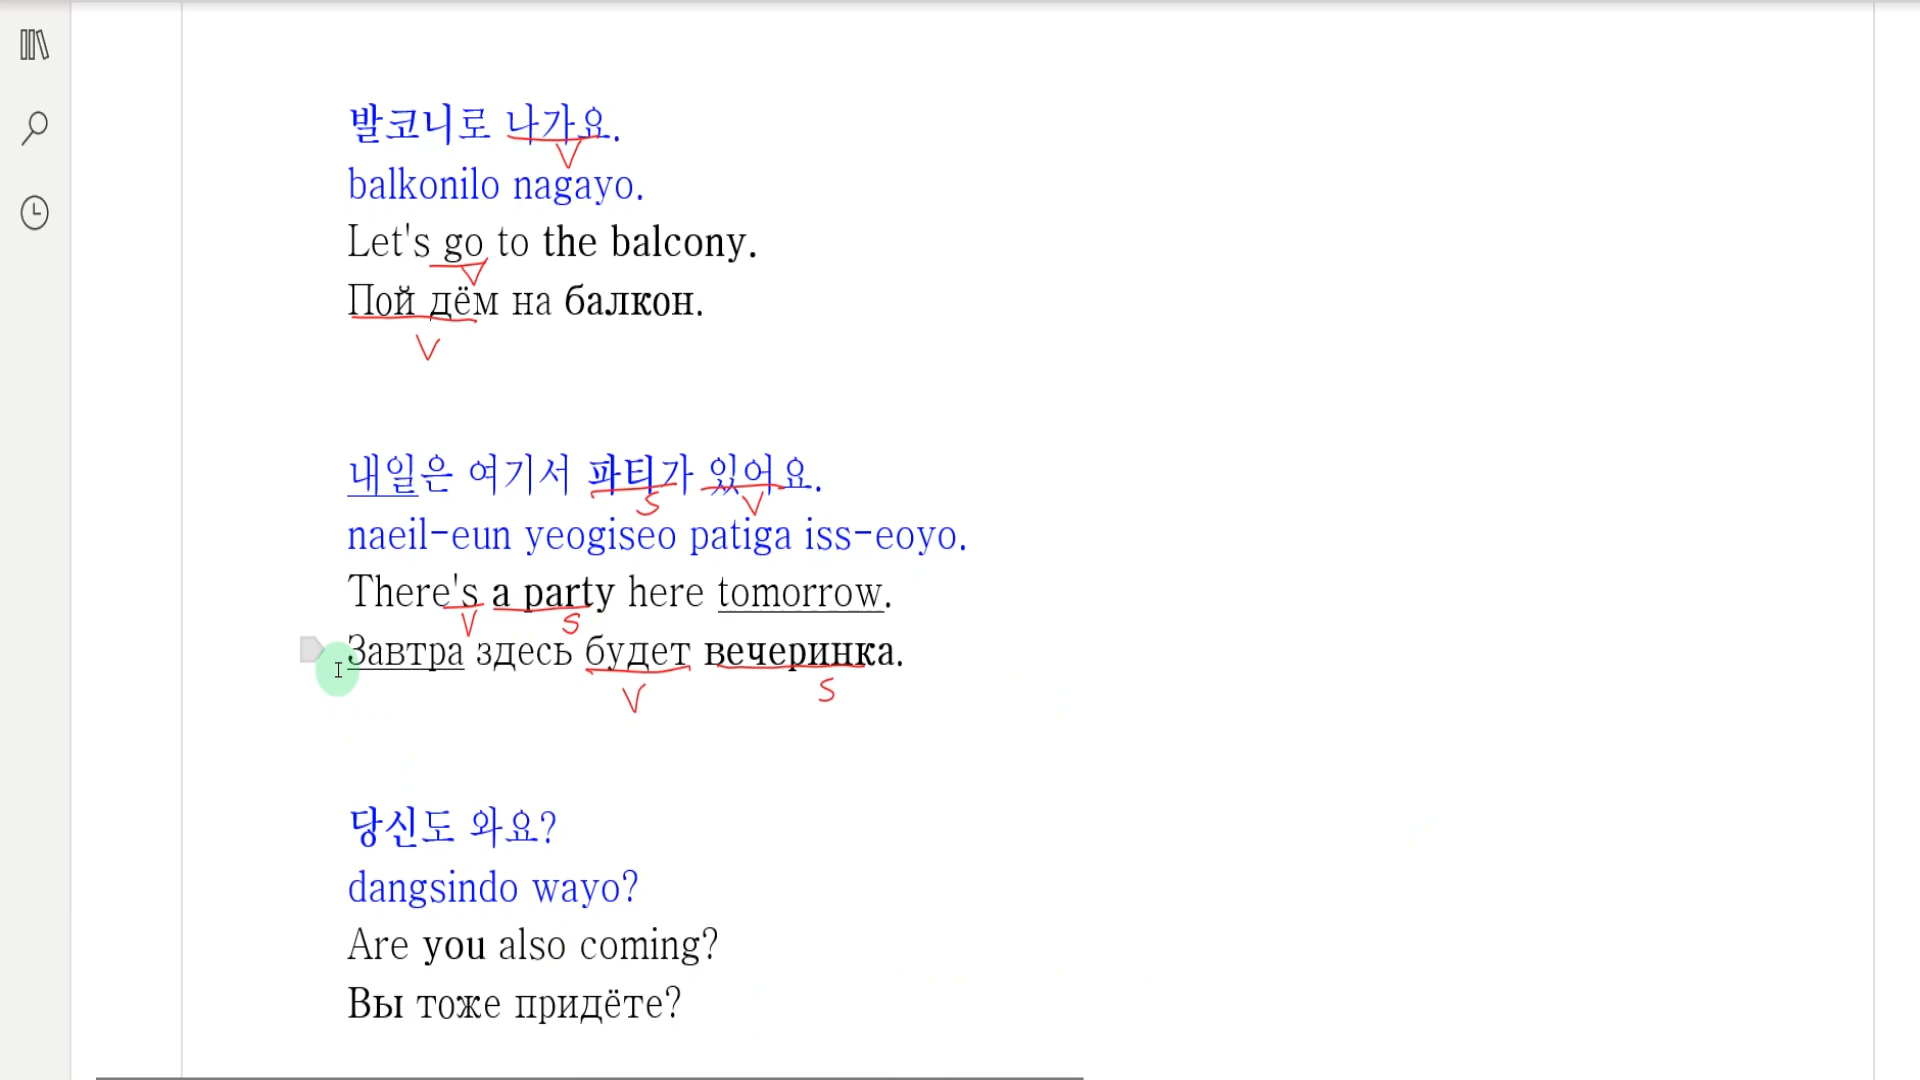 발코니로 나가요.
V
balkonilo nagayo.
Let's go to the balcony.
V
Пой дём на балкон.
V
내일은 여기서 파티가 있어요.
S V
naeil-eun yeogiseo patiga iss-eoyo.
There's a party here tomorrow.
V S
Завтра здесь будет вечеринка.
V S
당신도 와요?
dangsindo wayo?
Are you also coming?
Вы тоже придёте?